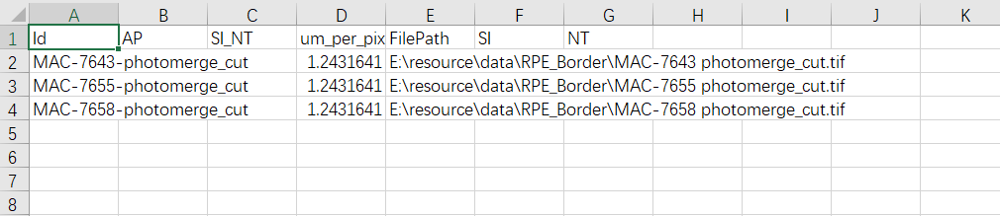 A B C D E F G H I J K
1 Id AP SI_NT um_per_pix FilePath SI NT
2 MAC-7643-photomerge_cut 1.2431641 E:\resource\data\RPE_Border\MAC-7643 photomerge_cut.tif
3 MAC-7655-photomerge_cut 1.2431641 E:\resource\data\RPE_Border\MAC-7655 photomerge_cut.tif
4 MAC-7658-photomerge_cut 1.2431641 E:\resource\data\RPE_Border\MAC-7658 photomerge_cut.tif
5
6
7
8